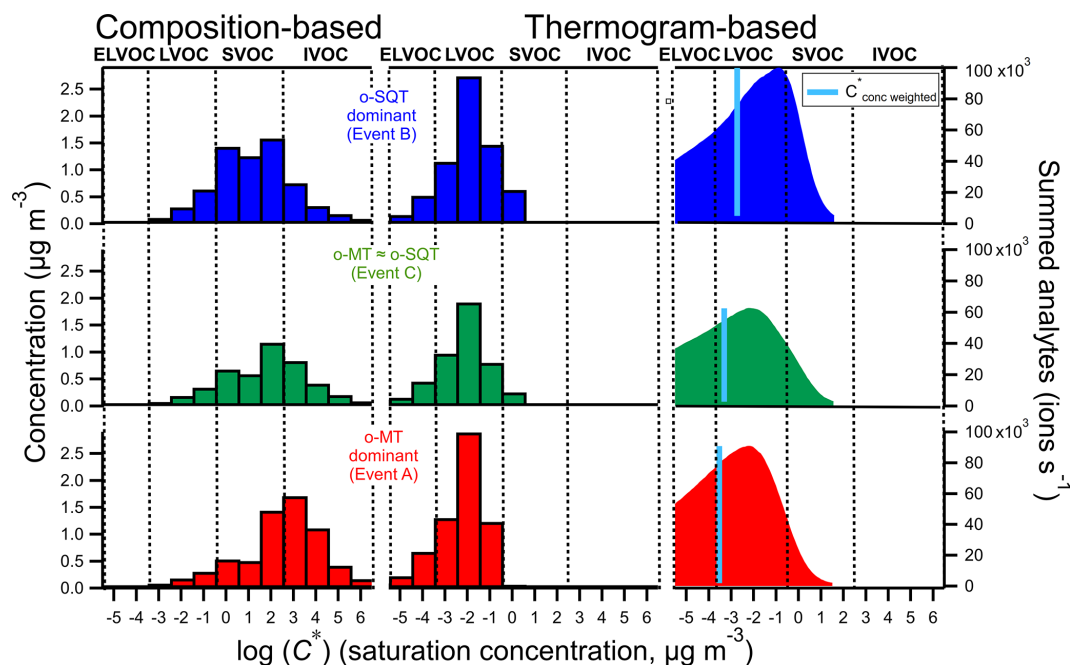 Composition-based Thermogram-based
ELVOC LVOC SVOC IVOC ELVOC LVOC SVOC IVOC ELVOC LVOC SVOC IVOC
Concentration (µg m⁻³)
2.5
2.0
1.5
1.0
0.5
0.0
o-SQT
dominant
(Event B)
C*conc weighted
100 x10³
80
60
40
20
0
2.5
2.0
1.5
1.0
0.5
0.0
o-MT ≈ o-SQT
(Event C)
100 x10³
80
60
40
20
0
2.5
2.0
1.5
1.0
0.5
0.0
o-MT
dominant
(Event A)
100 x10³
80
60
40
20
0
Summed analytes (ions s⁻¹)
-5 -4 -3 -2 -1 0 1 2 3 4 5 6 -5 -4 -3 -2 -1 0 1 2 3 4 5 6 -5 -4 -3 -2 -1 0 1 2 3 4 5 6
log (C*) (saturation concentration, µg m⁻³)